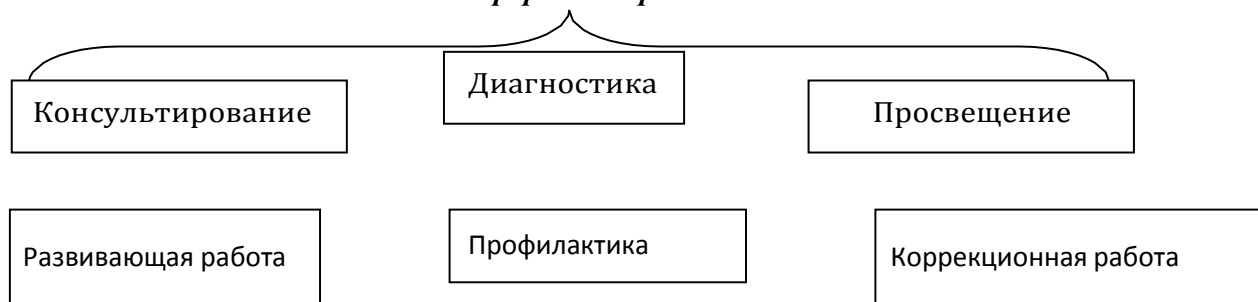 Диагностика
Консультирование
Просвещение
Развивающая работа
Профилактика
Коррекционная работа